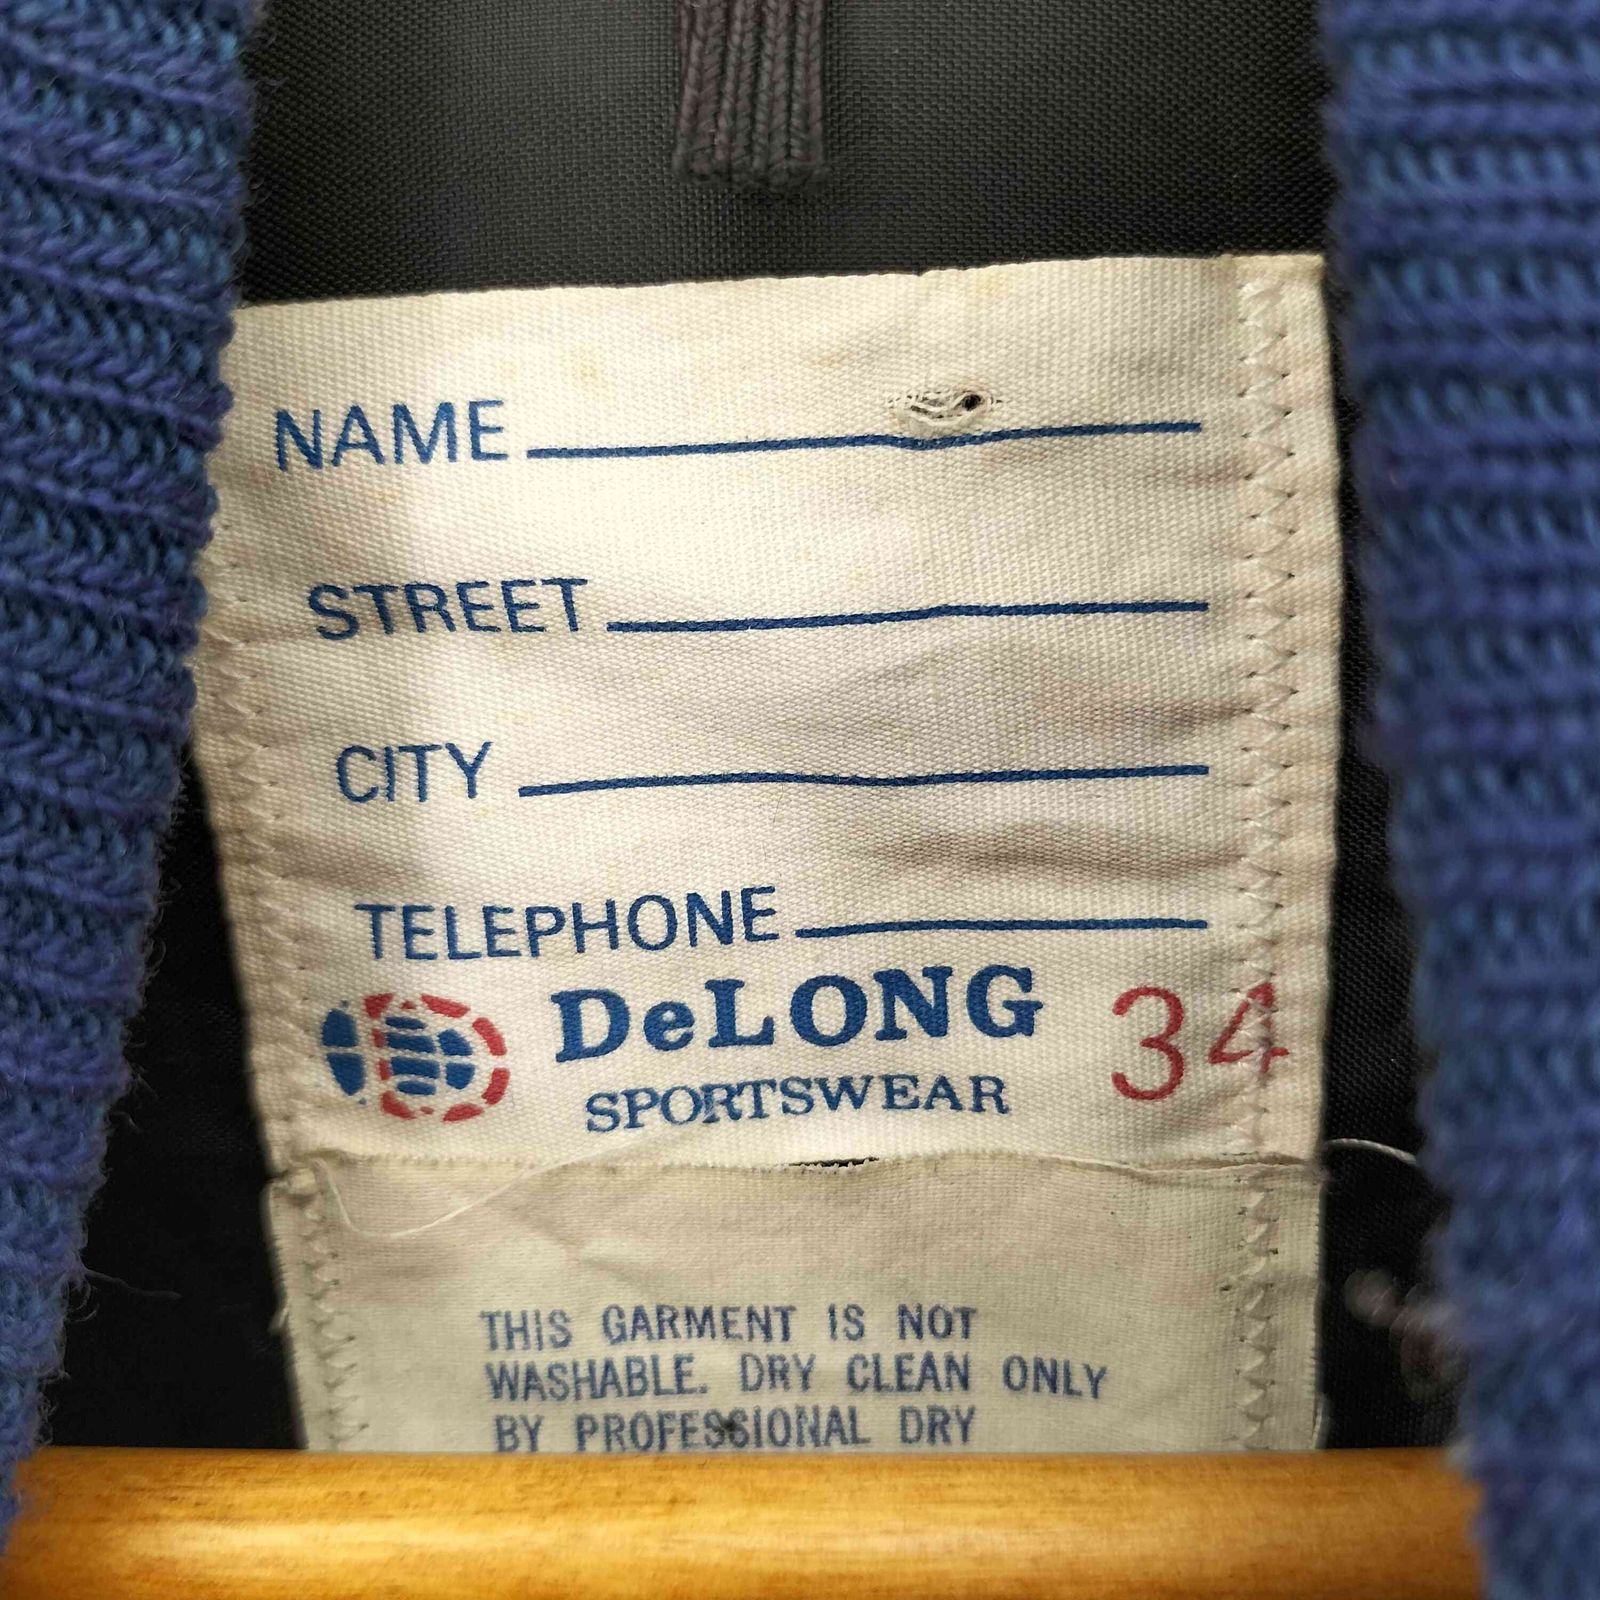 NAME
STREET
CITY
TELEPHONE
DeLONG 34
SPORTSWEAR
THIS GARMENT IS NOT
WASHABLE. DRY CLEAN ONLY
BY PROFESSIONAL DRY